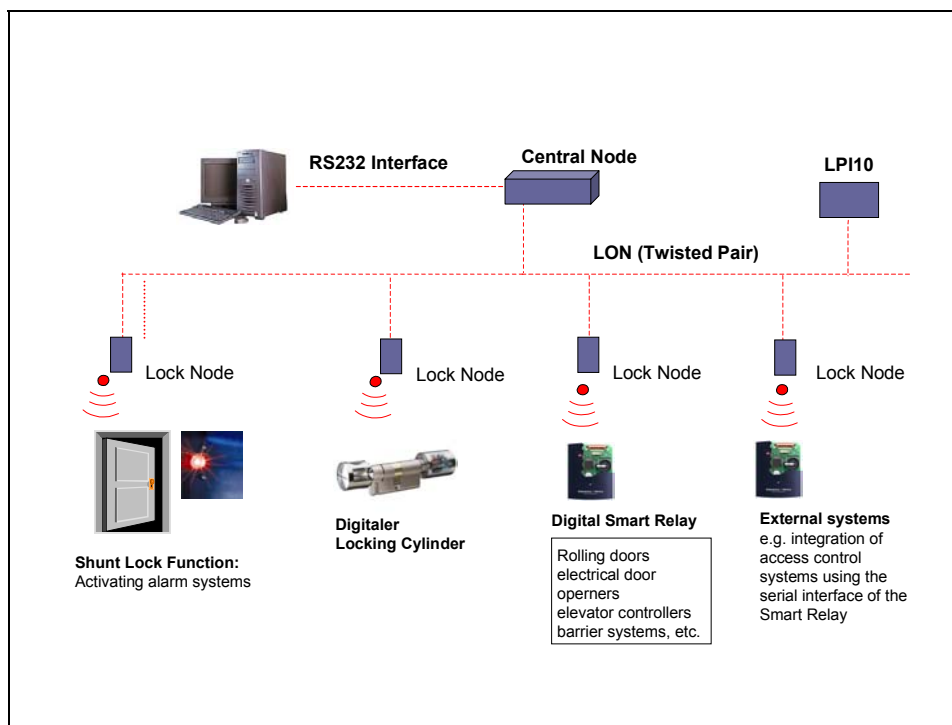 RS232 Interface
Central Node
LPI10
LON (Twisted Pair)
Lock Node
Lock Node
Lock Node
Lock Node
Shunt Lock Function:
Activating alarm systems
Digitaler
Locking Cylinder
Digital Smart Relay
Rolling doors
electrical door
operners
elevator controllers
barrier systems, etc.
External systems
e.g. integration of
access control
systems using the
serial interface of the
Smart Relay